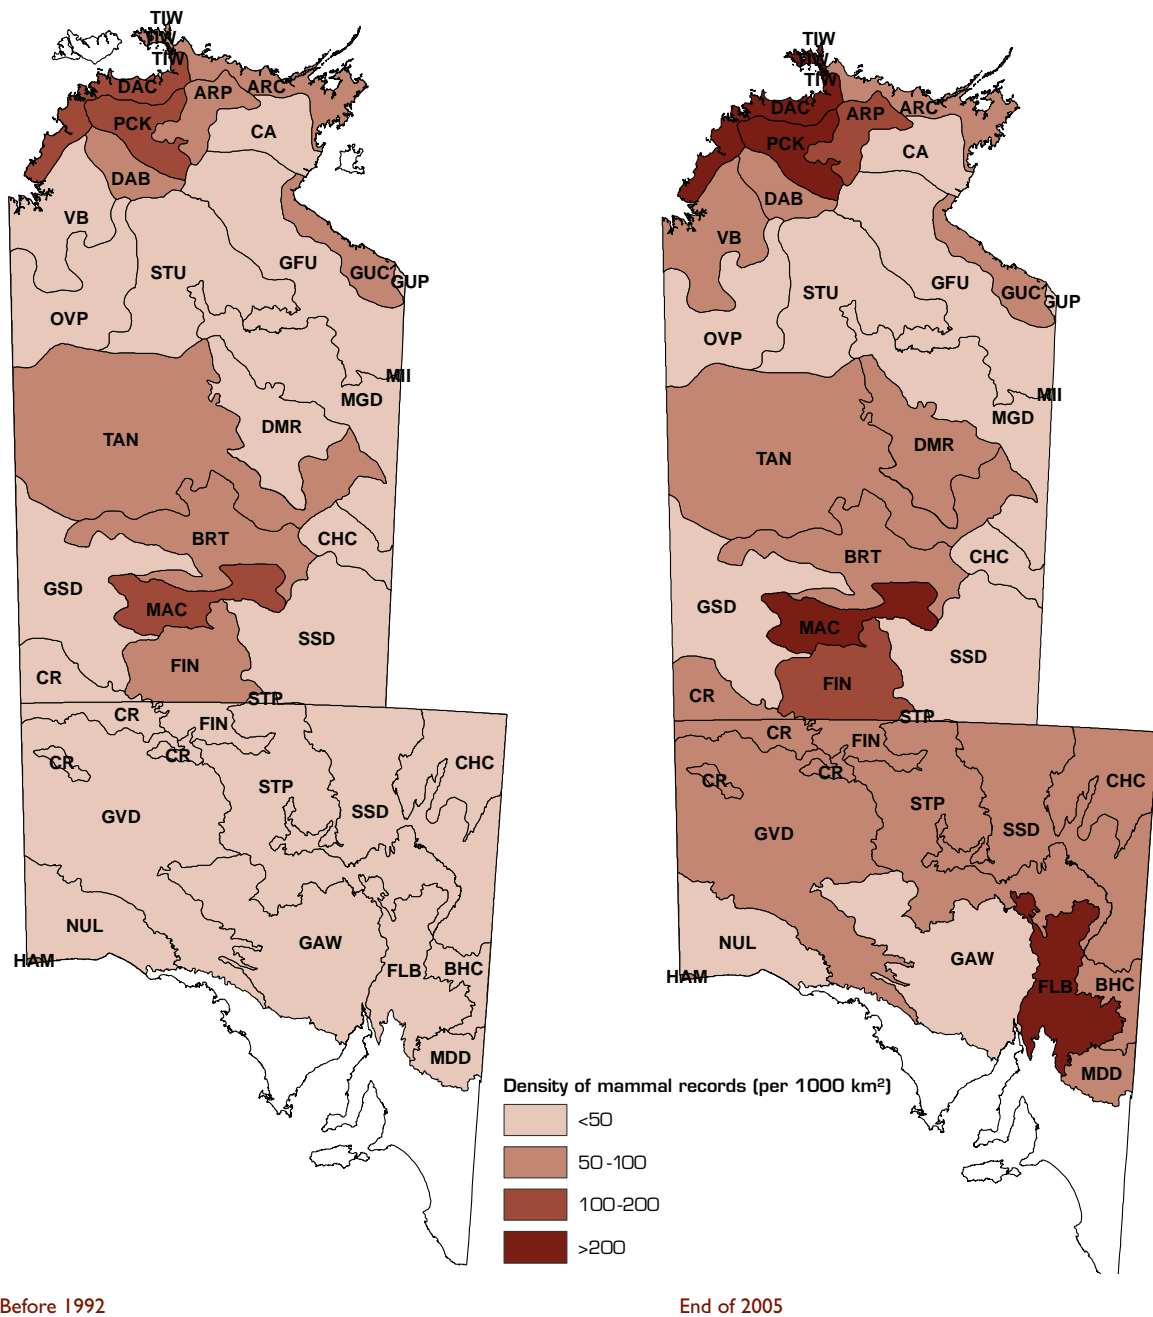 TIW
TIW
TIW
DAC
ARP
ARC
PCK
CA
DAB
VB
STU
GFU
GUC
GUP
OVP
MII
MGD
TAN
DMR
BRT
CHC
GSD
MAC
SSD
FIN
CR
STP
CR
FIN
CR
CR
CHC
STP
SSD
GVD
NUL
GAW
HAM
FLB
BHC
MDD
TIW
TIW
TIW
DAC
ARP
ARC
PCK
CA
DAB
VB
STU
GFU
GUC
GUP
OVP
MII
MGD
TAN
DMR
BRT
CHC
GSD
MAC
SSD
FIN
CR
STP
CR
FIN
CR
CR
CHC
STP
SSD
GVD
NUL
GAW
HAM
FLB
BHC
MDD
Density of mammal records (per 1000 km²)
<50
50-100
100-200
>200
Before 1992
End of 2005